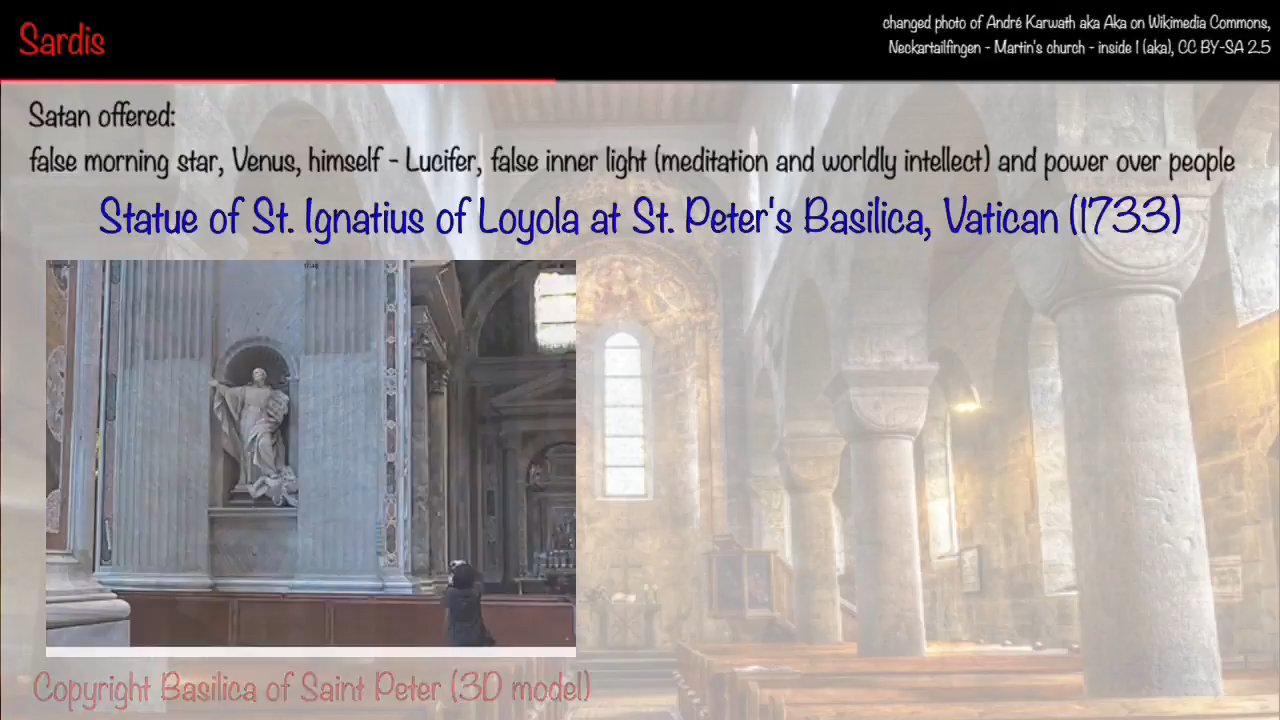 Sardis
changed photo of André Karwath aka Aka on Wikimedia Commons,
Neckartailfingen - Martin's church - inside 1 (aka), CC BY-SA 2.5
Satan offered:
false morning star, Venus, himself - Lucifer, false inner light (meditation and worldly intellect) and power over people
Statue of St. Ignatius of Loyola at St. Peter's Basilica, Vatican (1733)
Copyright Basilica of Saint Peter (3D model)